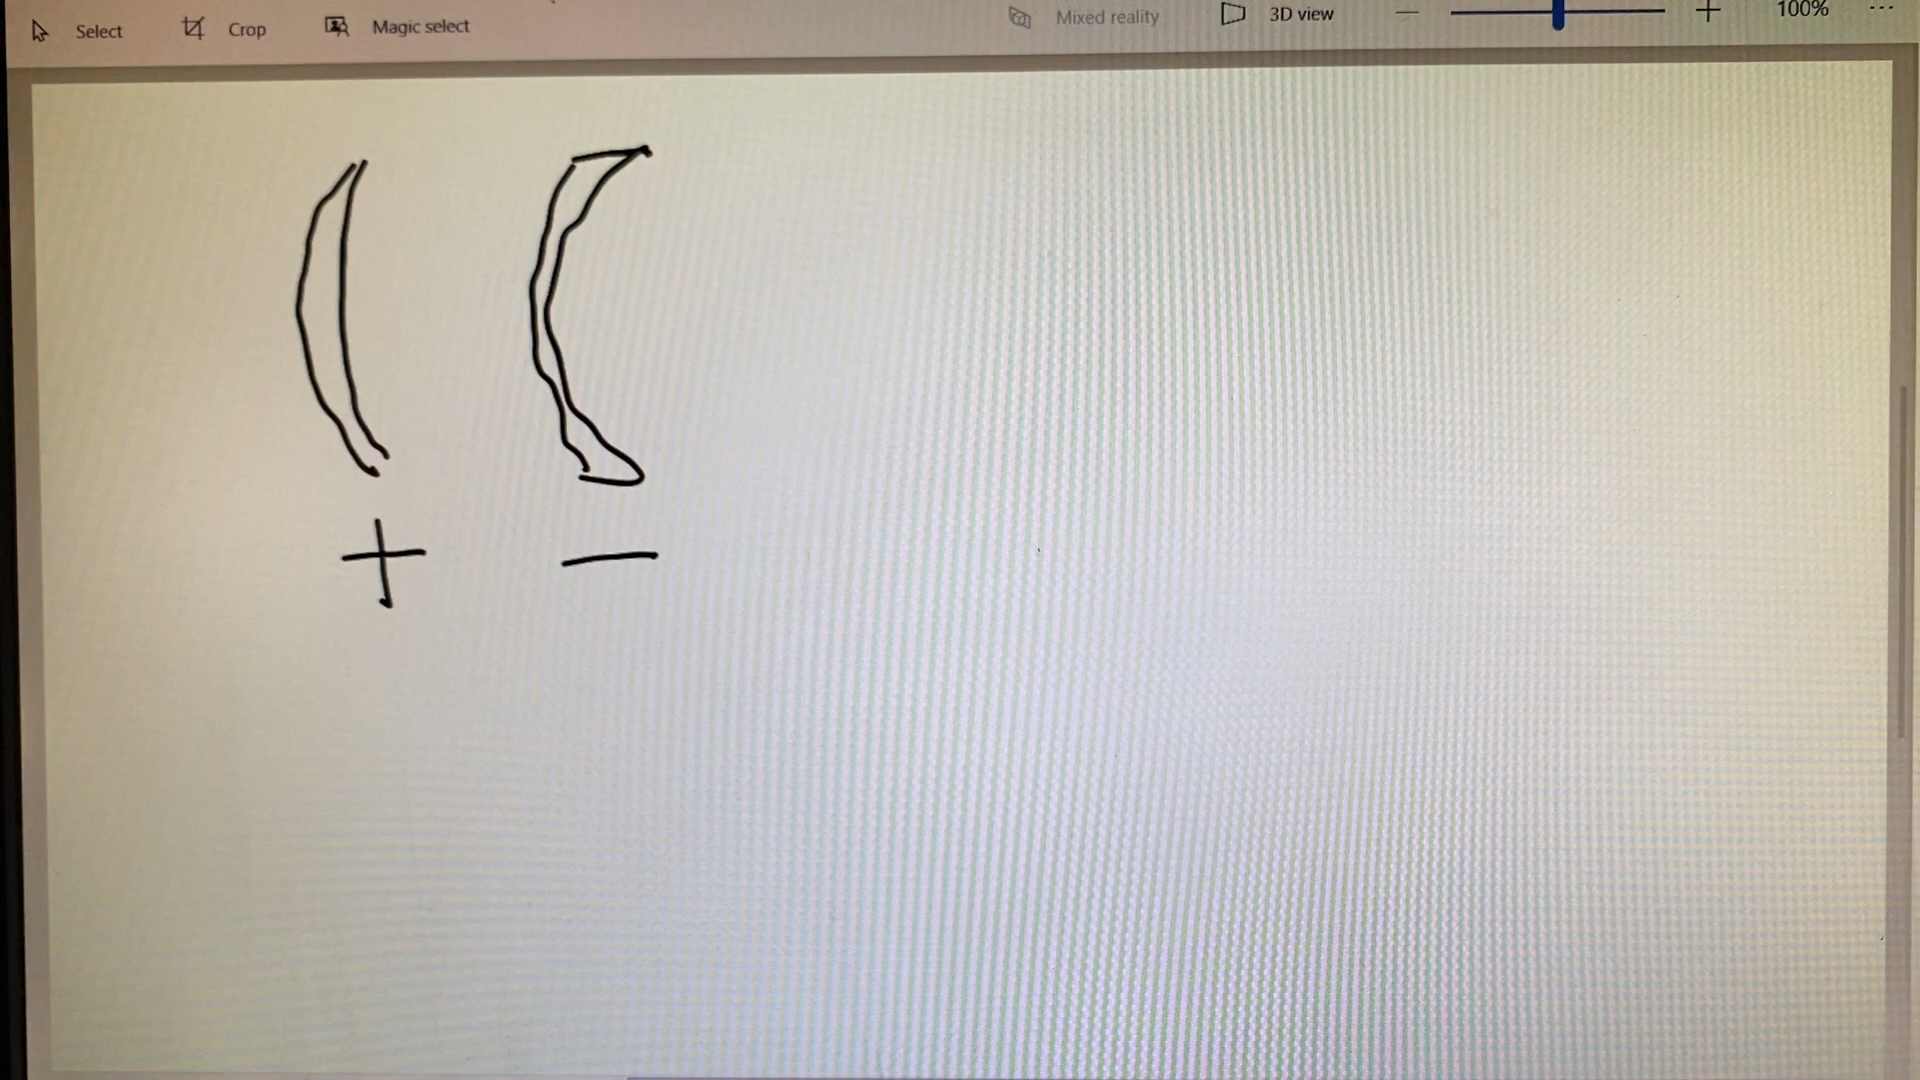 Select Crop Magic select Mixed reality 3D view — + 100% ...
+ —